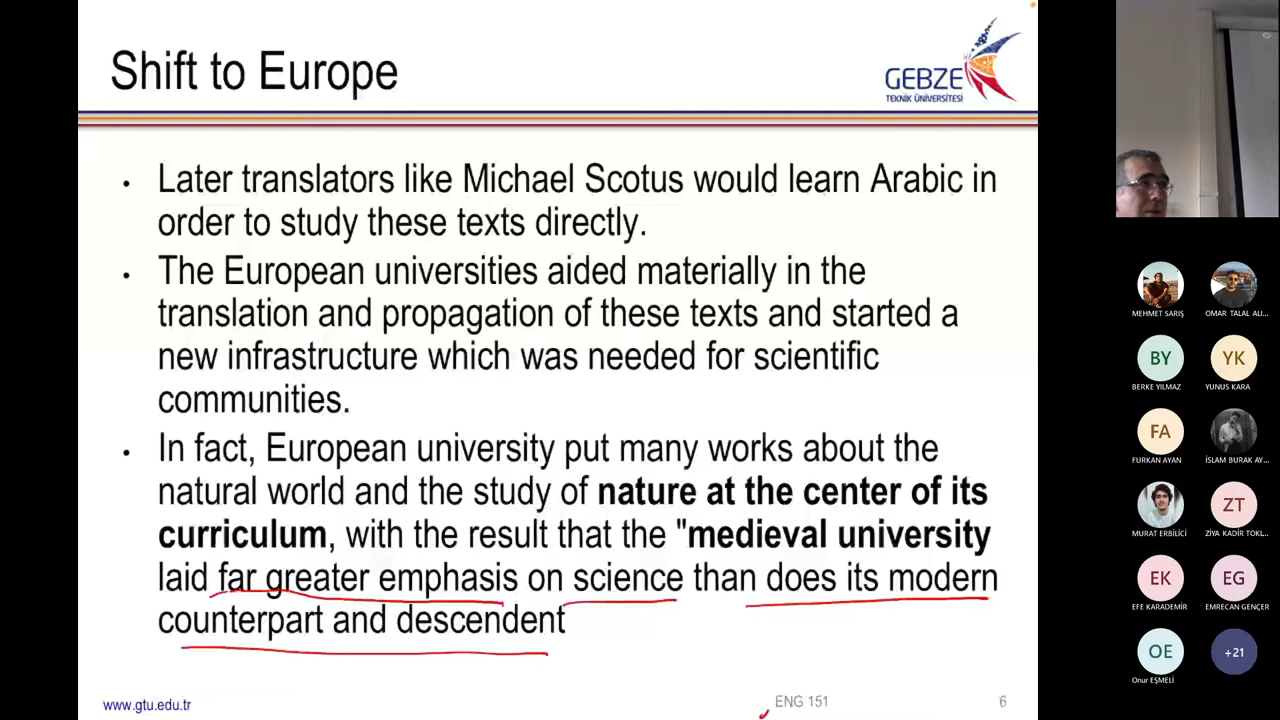 Shift to Europe
GEBZE
TEKNİK ÜNİVERSİTESİ
• Later translators like Michael Scotus would learn Arabic in
order to study these texts directly.
• The European universities aided materially in the
translation and propagation of these texts and started a
new infrastructure which was needed for scientific
communities.
• In fact, European university put many works about the
natural world and the study of nature at the center of its
curriculum, with the result that the "medieval university
laid far greater emphasis on science than does its modern
counterpart and descendent
www.gtu.edu.tr
ENG 151
6
MEHMET SARIŞ
OMAR TALAL ALI...
BY
BERKE YILMAZ
YK
YUNUS KARA
FA
FURKAN AYAN
İSLAM BURAK AY...
MURAT ERBİLİCİ
ZT
ZİYA KADİR TOKL...
EK
EFE KARADEMİR
EG
EMRECAN GENÇER
OE
Onur EŞMELİ
+21